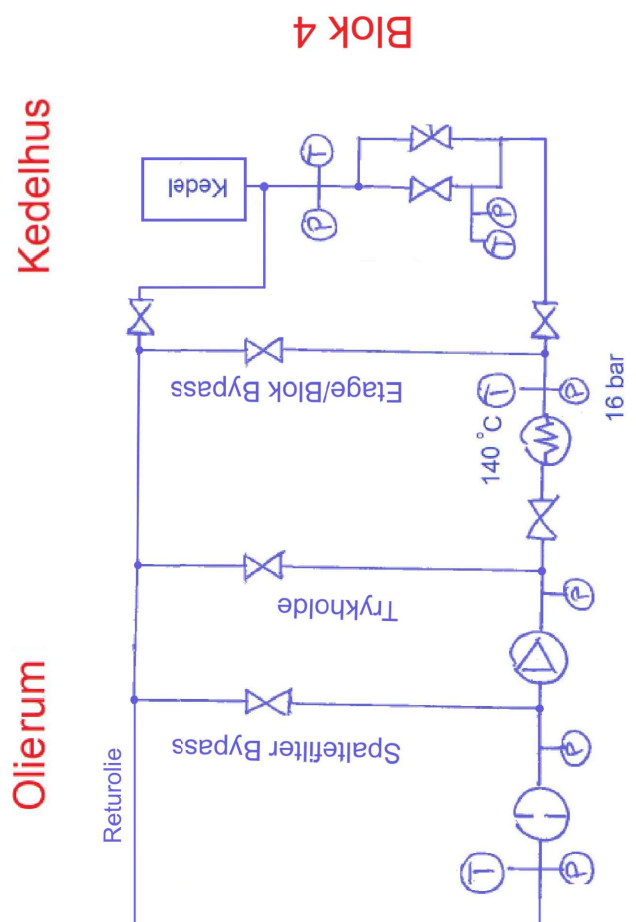 Blok 4
Kedelhus
Kedel
T
P
P
T
Etage/Blok Bypass
T
P
140 °C
16 bar
Trykholde
P
Olierum
Spaltefilter Bypass
P
Returolie
T
P